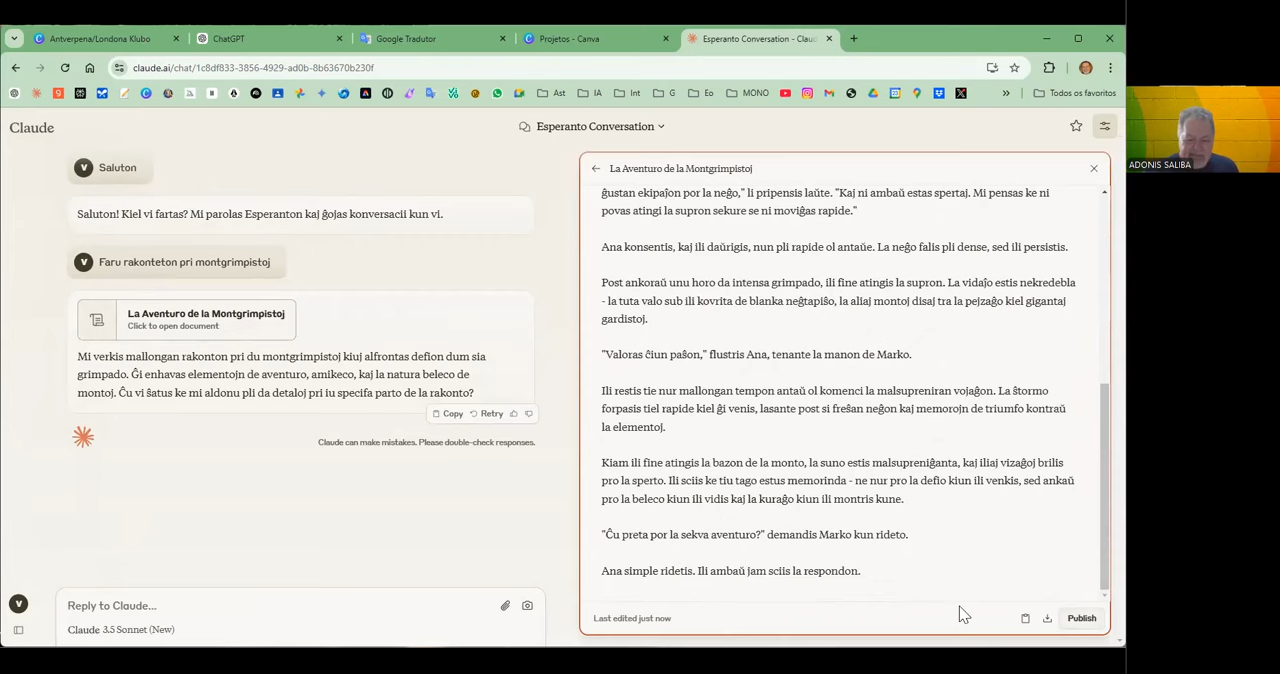 Antverpena/Londona Klubo
ChatGPT
Google Tradutor
Projetos - Canva
Esperanto Conversation - Claud
claude.ai/chat/1c8df833-3856-4929-ad0b-8b63670b230f
Ast
IA
Int
G
Eo
MONO
Todos os favoritos
Claude
Esperanto Conversation
V Saluton
Saluton! Kiel vi fartas? Mi parolas Esperanton kaj ĝojas konversacii kun vi.
V Faru rakonteton pri montgrimpistoj
La Aventuro de la Montgrimpistoj
Click to open document
Mi verkis mallongan rakonton pri du montgrimpistoj kiuj alfrontas defion dum sia
grimpado. Ĝi enhavas elementojn de aventuro, amikeco, kaj la natura beleco de
montoj. Ĉu vi ŝatus ke mi aldonu pli da detaloj pri iu specifa parto de la rakonto?
Copy Retry
Claude can make mistakes. Please double-check responses.
V
Reply to Claude...
Claude 3.5 Sonnet (New)
La Aventuro de la Montgrimpistoj
ĝustan ekipaĵon por la neĝo," li pripensis laŭte. "Kaj ni ambaŭ estas spertaj. Mi pensas ke ni
povas atingi la supron sekure se ni moviĝas rapide."
Ana konsentis, kaj ili daŭrigis, nun pli rapide ol antaŭe. La neĝo falis pli dense, sed ili persistis.
Post ankoraŭ unu horo da intensa grimpado, ili fine atingis la supron. La vidaĵo estis nekredebla
- la tuta valo sub ili kovrita de blanka neĝtapiŝo, la aliaj montoj disaj tra la pejzaĝo kiel gigantaj
gardistoj.
"Valoras ĉiun paŝon," flustris Ana, tenante la manon de Marko.
Ili restis tie nur mallongan tempon antaŭ ol komenci la malsupreniran vojaĝon. La ŝtormo
forpasis tiel rapide kiel ĝi venis, lasante post si freŝan neĝon kaj memorojn de triumfo kontraŭ
la elementoj.
Kiam ili fine atingis la bazon de la monto, la suno estis malsupreniĝanta, kaj iliaj vizaĝoj brilis
pro la sperto. Ili sciis ke tiu tago estus memorinda - ne nur pro la defio kiun ili venkis, sed ankaŭ
pro la beleco kiun ili vidis kaj la kuraĝo kiun ili montris kune.
"Ĉu preta por la sekva aventuro?" demandis Marko kun rideto.
Ana simple ridetis. Ili ambaŭ jam sciis la respondon.
Last edited just now
Publish
ADONIS SALIBA